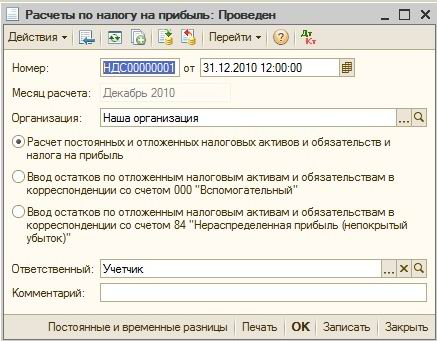 Расчеты по налогу на прибыль: Проведен
Действия Перейти Дт Кт
Номер: НДС00000001 от 31.12.2010 12:00:00
Месяц расчета: Декабрь 2010
Организация: Наша организация ...
Расчет постоянных и отложенных налоговых активов и обязательств и
налога на прибыль
Ввод остатков по отложенным налоговым активам и обязательствам в
корреспонденции со счетом 000 "Вспомогательный"
Ввод остатков по отложенным налоговым активам и обязательствам в
корреспонденции со счетом 84 "Нераспределенная прибыль (непокрытый
убыток)"
Ответственный: Учетчик ...
Комментарий:
Постоянные и временные разницы Печать OK Записать Закрыть